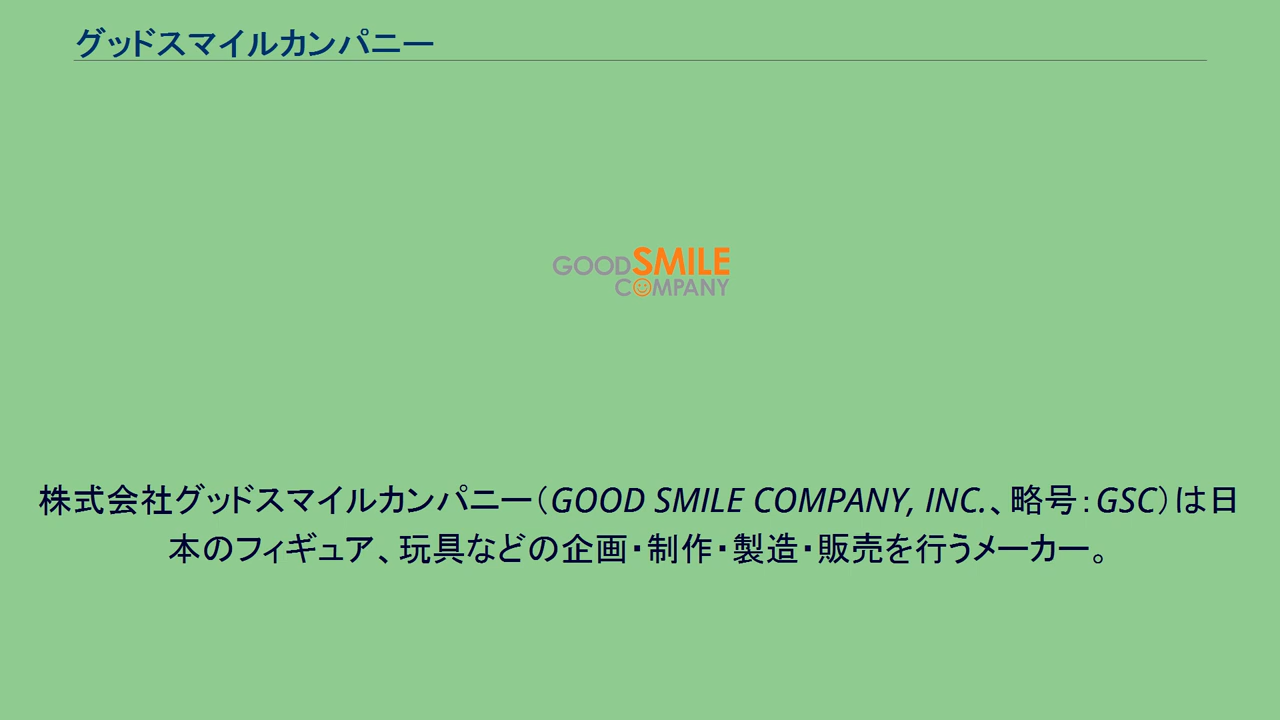 グッドスマイルカンパニー
GOODSMILE
COMPANY
株式会社グッドスマイルカンパニー（GOOD SMILE COMPANY, INC.、略号：GSC）は日
本のフィギュア、玩具などの企画・制作・製造・販売を行うメーカー。